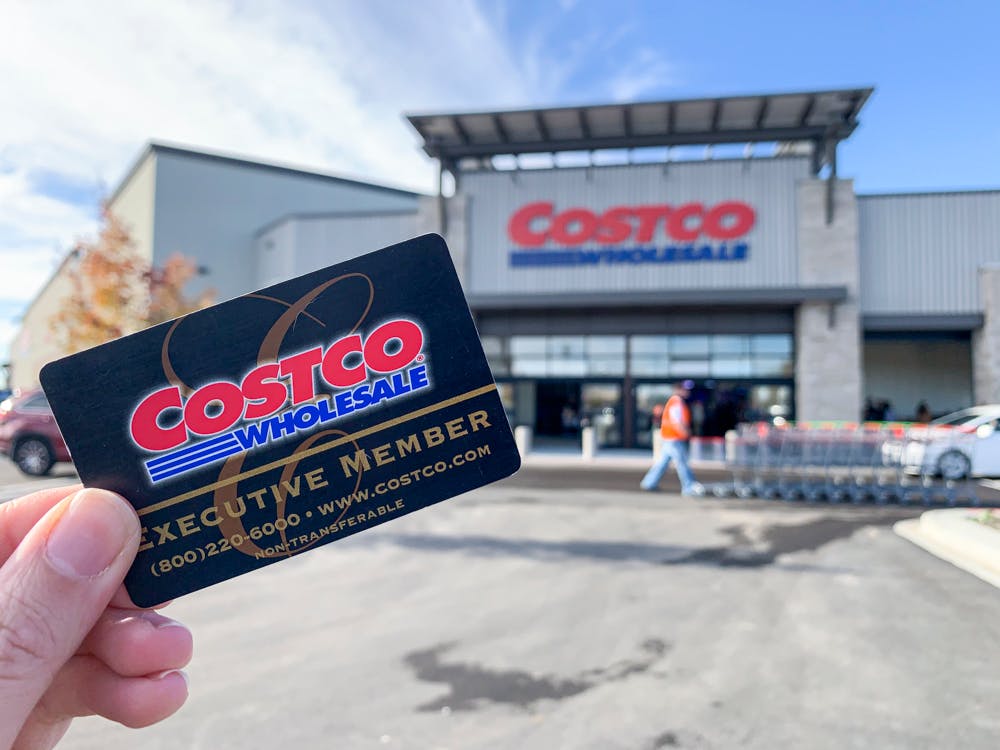 COSTCO
WHOLESALE
COSTCO®
WHOLESALE
EXECUTIVE MEMBER
(800)220-6000 • WWW.COSTCO.COM
NON-TRANSFERABLE